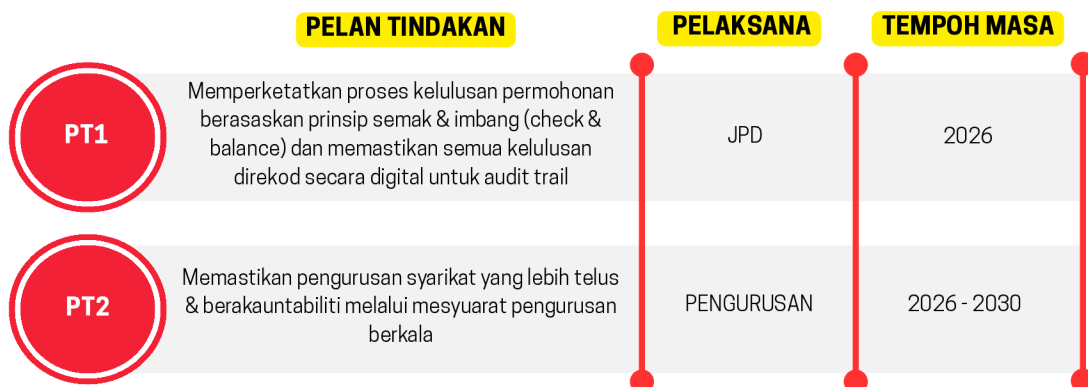 PELAN TINDAKAN PELAKSANA TEMPOH MASA
PT1
Memperketatkan proses kelulusan permohonan
berasaskan prinsip semak & imbang (check &
balance) dan memastikan semua kelulusan
direkod secara digital untuk audit trail
JPD
2026
PT2
Memastikan pengurusan syarikat yang lebih telus
& berakauntabiliti melalui mesyuarat pengurusan
berkala
PENGURUSAN
2026 - 2030